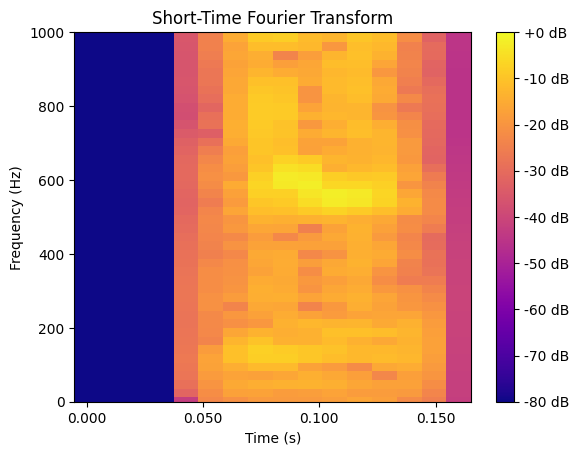 Short-Time Fourier Transform
1000
800
600
400
200
0
Frequency (Hz)
0.000
0.050
0.100
0.150
Time (s)
+0 dB
-10 dB
-20 dB
-30 dB
-40 dB
-50 dB
-60 dB
-70 dB
-80 dB